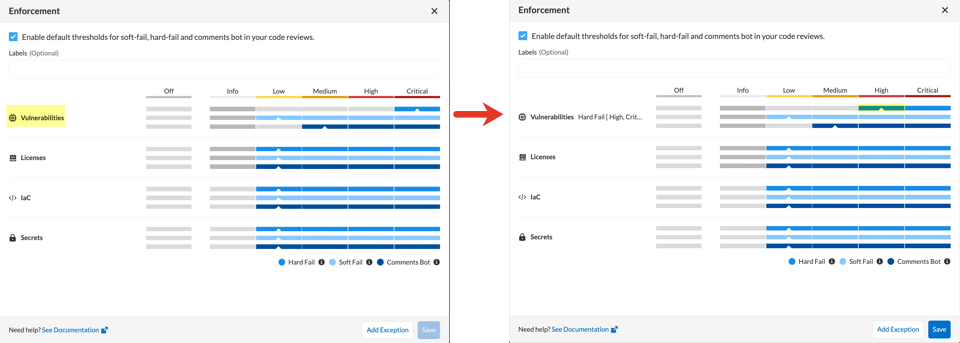 Enforcement
Enable default thresholds for soft-fail, hard-fail and comments bot in your code reviews.
Labels (Optional)
Off Info Low Medium High Critical
Vulnerabilities
Licenses
IaC
Secrets
Hard Fail Soft Fail Comments Bot
Need help? See Documentation
Add Exception
Save
Enforcement
Enable default thresholds for soft-fail, hard-fail and comments bot in your code reviews.
Labels (Optional)
Off Info Low Medium High Critical
Vulnerabilities Hard Fail [ High, Crit...
Licenses
IaC
Secrets
Hard Fail Soft Fail Comments Bot
Need help? See Documentation
Add Exception
Save